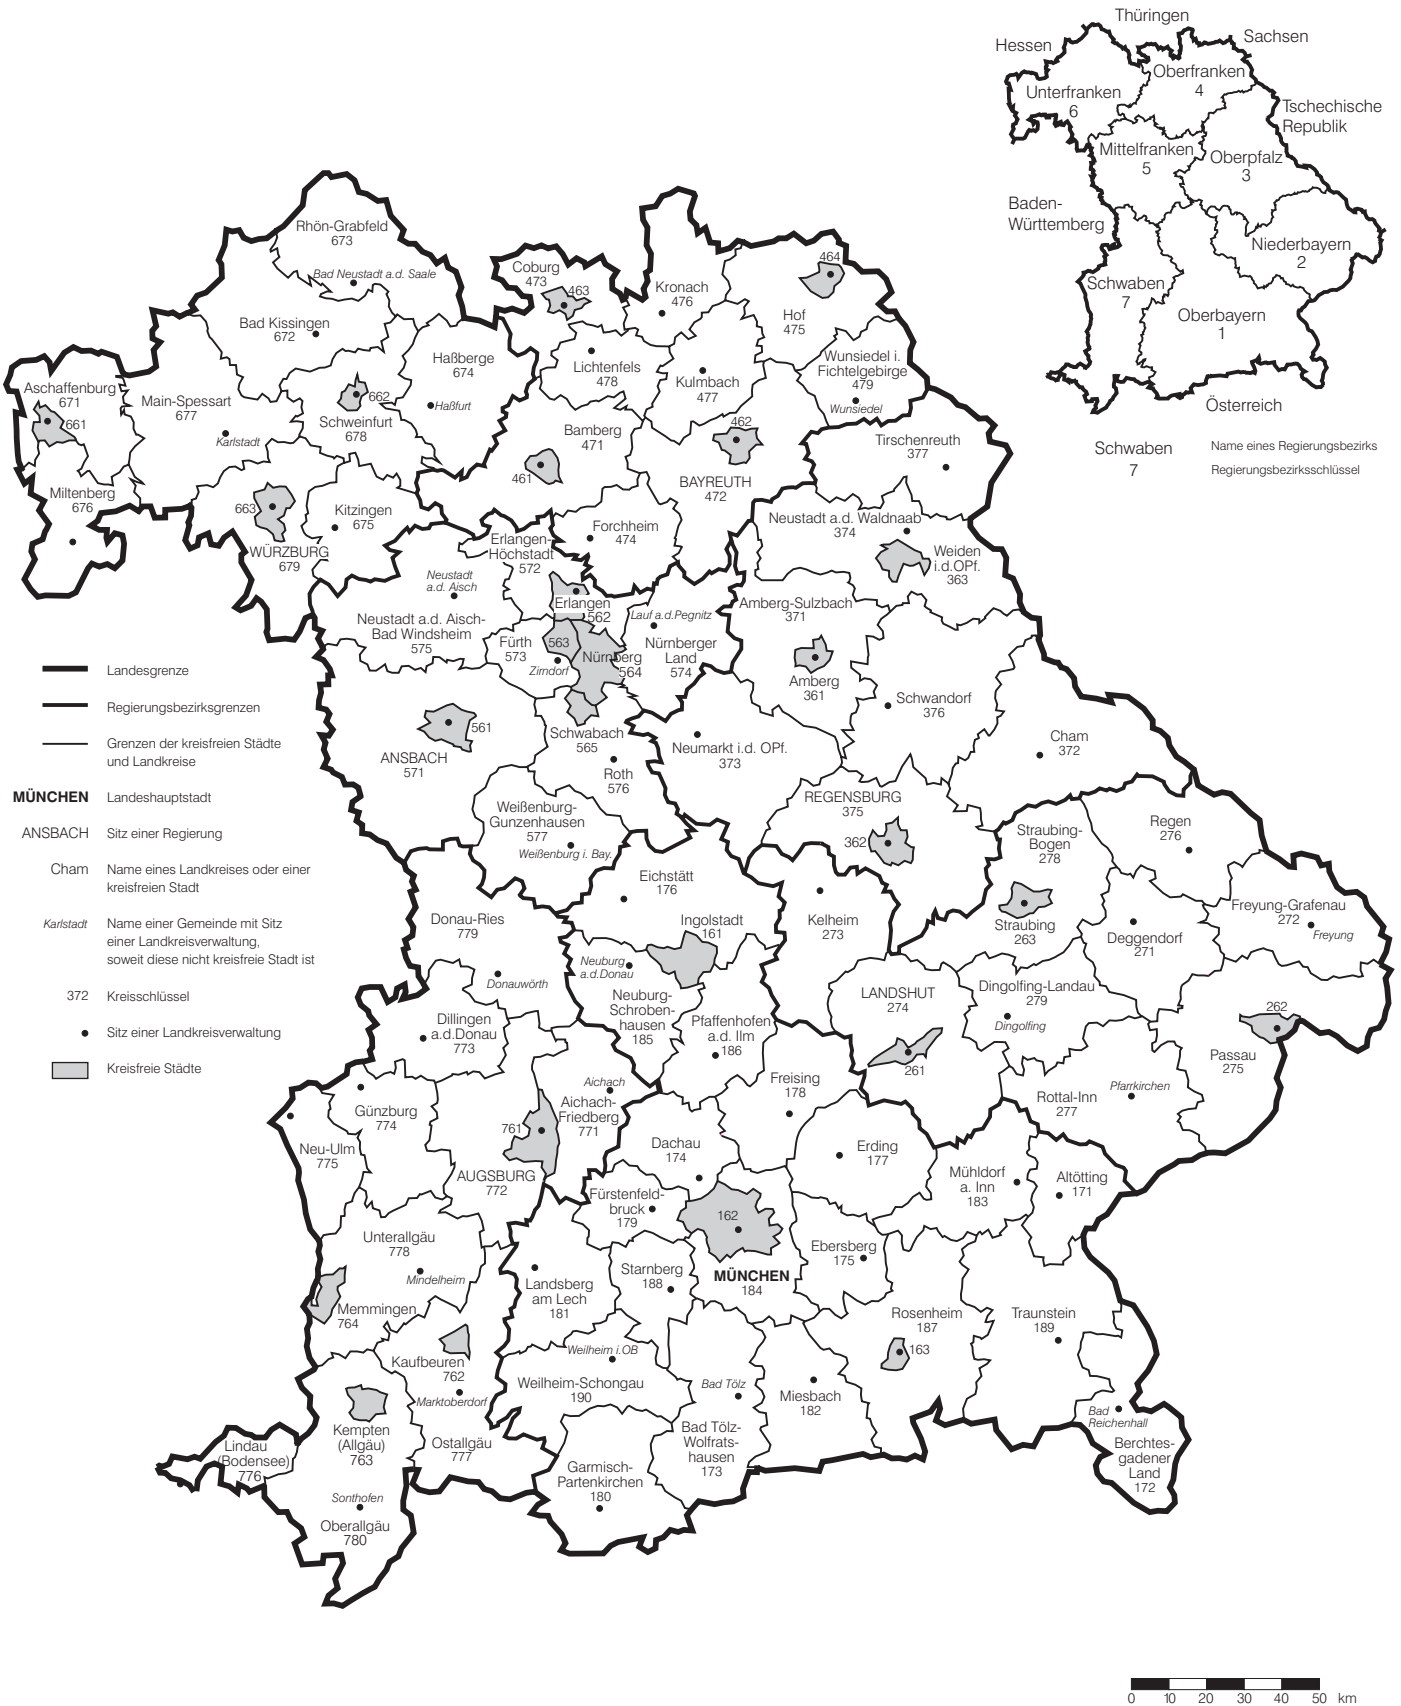 Thüringen
Hessen
Sachsen
Oberfranken
4
Unterfranken
6
Tschechische
Republik
Mittelfranken
5
Oberpfalz
3
Baden-
Württemberg
Niederbayern
2
Schwaben
7
Oberbayern
1
Österreich
Schwaben
7
Name eines Regierungsbezirks
Regierungsbezirksschlüssel
Rhön-Grabfeld
673
Bad Neustadt a.d. Saale
Coburg
473
463
Kronach
476
464
Hof
475
Bad Kissingen
672
Haßberge
674
Haßfurt
Lichtenfels
478
Kulmbach
477
Wunsiedel i.
Fichtelgebirge
479
Wunsiedel
Aschaffenburg
671
661
Main-Spessart
677
Karlstadt
662
Schweinfurt
678
Bamberg
471
461
462
BAYREUTH
472
Tirschenreuth
377
Miltenberg
676
663
WÜRZBURG
679
Kitzingen
675
Forchheim
474
Erlangen-
Höchstadt
572
Neustadt a.d. Waldnaab
374
Weiden
i.d.OPf.
363
Neustadt
a.d. Aisch
Neustadt a.d. Aisch-
Bad Windsheim
575
Erlangen
562
Lauf a.d.Pegnitz
Nürnberger
Land
574
Amberg-Sulzbach
371
Fürth
573
563
Zirndorf
Nürnberg
564
Amberg
361
Schwandorf
376
Cham
372
561
ANSBACH
571
Schwabach
565
Roth
576
Neumarkt i.d. OPf.
373
Weißenburg-
Gunzenhausen
577
Weißenburg i. Bay.
REGENSBURG
375
362
Straubing-
Bogen
278
Regen
276
Landesgrenze
Regierungsbezirksgrenzen
Grenzen der kreisfreien Städte
und Landkreise
MÜNCHEN Landeshauptstadt
ANSBACH Sitz einer Regierung
Cham Name eines Landkreises oder einer
kreisfreien Stadt
Karlstadt Name einer Gemeinde mit Sitz
einer Landkreisverwaltung,
soweit diese nicht kreisfreie Stadt ist
372 Kreisschlüssel
Sitz einer Landkreisverwaltung
Kreisfreie Städte
Eichstätt
176
Donau-Ries
779
Donauwörth
Ingolstadt
161
Kelheim
273
Straubing
263
Deggendorf
271
Freyung-Grafenau
272
Freyung
Neuburg
a.d.Donau
Neuburg-
Schroben-
hausen
185
Pfaffenhofen
a.d. Ilm
186
LANDSHUT
274
261
Dingolfing-Landau
279
Dingolfing
262
Passau
275
Dillingen
a.d.Donau
773
Aichach
Aichach-
Friedberg
771
Freising
178
Rottal-Inn
277
Pfarrkirchen
Günzburg
774
Neu-Ulm
775
761
AUGSBURG
772
Dachau
174
Erding
177
Mühldorf
a. Inn
183
Altötting
171
Fürstenfeld-
bruck
179
162
MÜNCHEN
184
Ebersberg
175
Unterallgäu
778
Mindelheim
Memmingen
764
Landsberg
am Lech
181
Starnberg
188
Rosenheim
187
163
Traunstein
189
Kaufbeuren
762
Marktoberdorf
Weilheim i.OB
Weilheim-Schongau
190
Bad Tölz
Bad Tölz-
Wolfrats-
hausen
173
Miesbach
182
Bad
Reichenhall
Berchtes-
gadener
Land
172
Kempten
(Allgäu)
763
Ostallgäu
777
Lindau
(Bodensee)
776
Garmisch-
Partenkirchen
180
Sonthofen
Oberallgäu
780
0 10 20 30 40 50 km